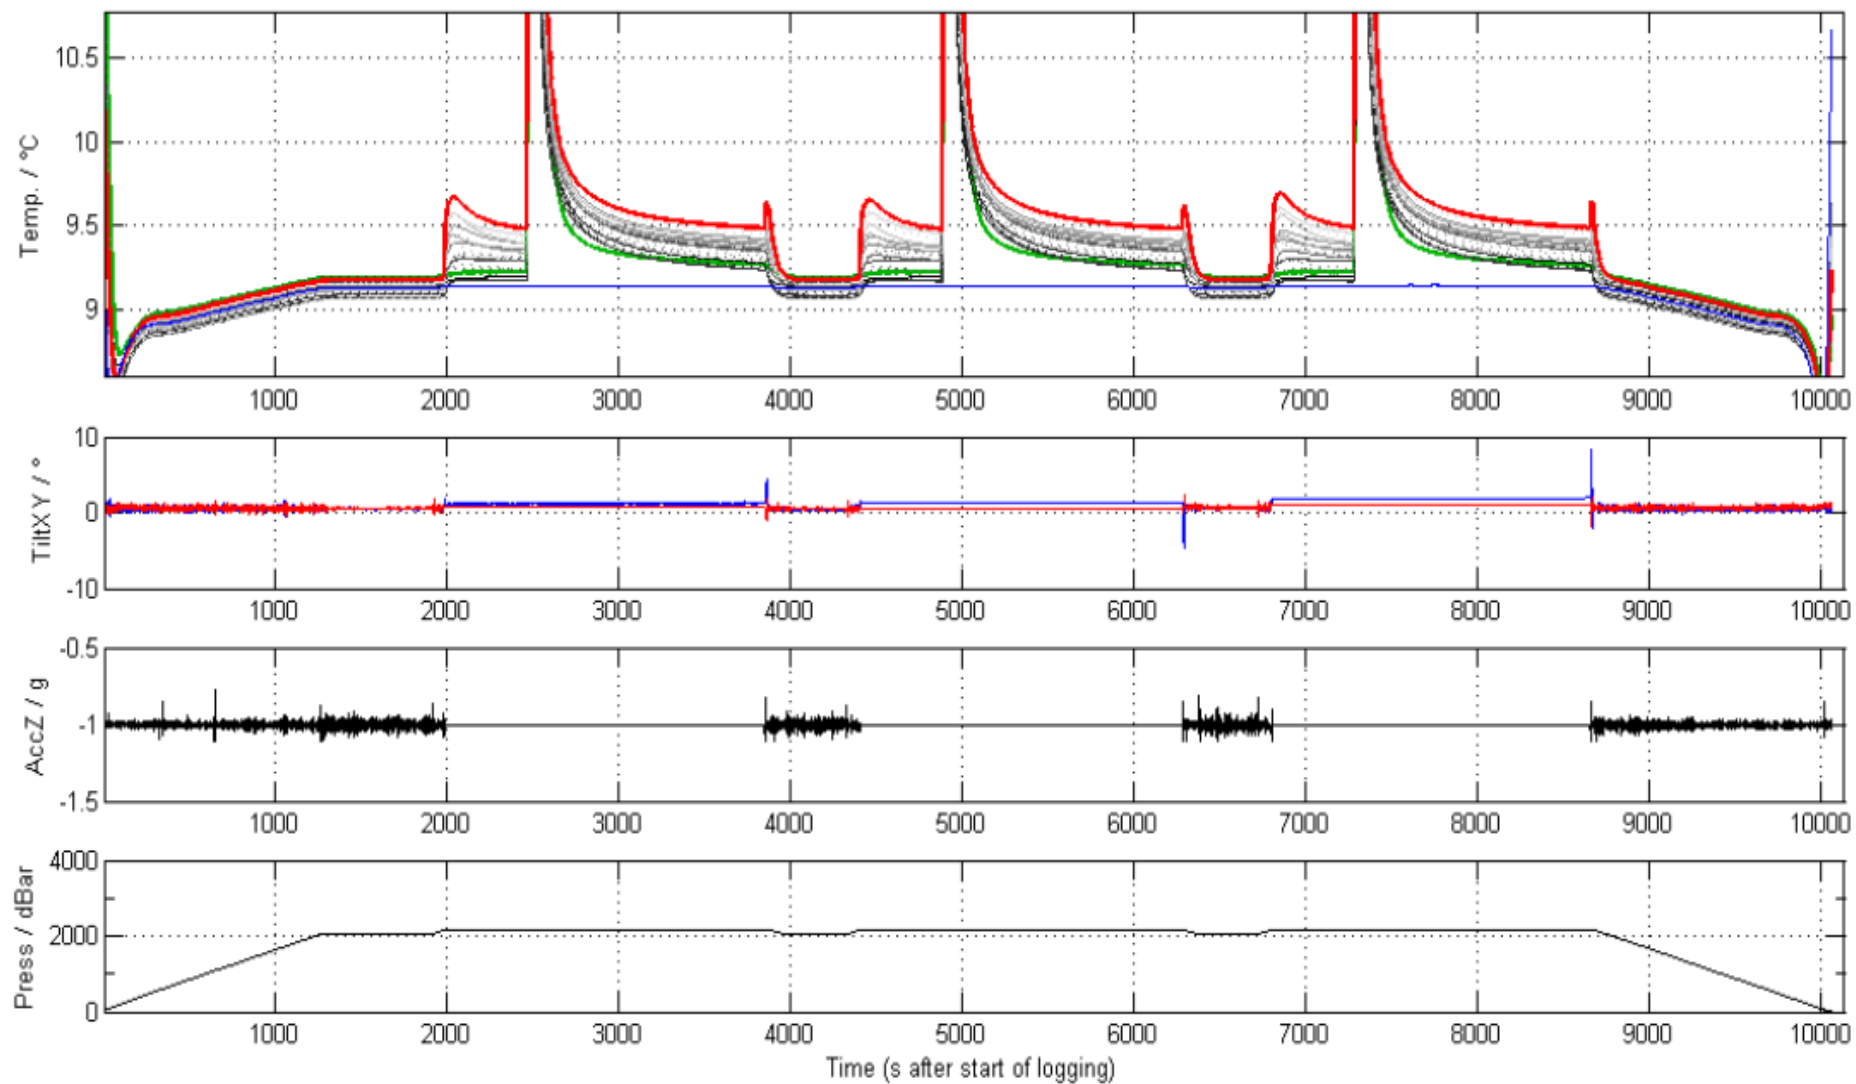 Temp. / °C
10.5
10
9.5
9
1000 2000 3000 4000 5000 6000 7000 8000 9000 10000
TiltXY / °
10
0
-10
1000 2000 3000 4000 5000 6000 7000 8000 9000 10000
AccZ / g
-0.5
-1
-1.5
1000 2000 3000 4000 5000 6000 7000 8000 9000 10000
Press / dBar
4000
2000
0
1000 2000 3000 4000 5000 6000 7000 8000 9000 10000
Time (s after start of logging)